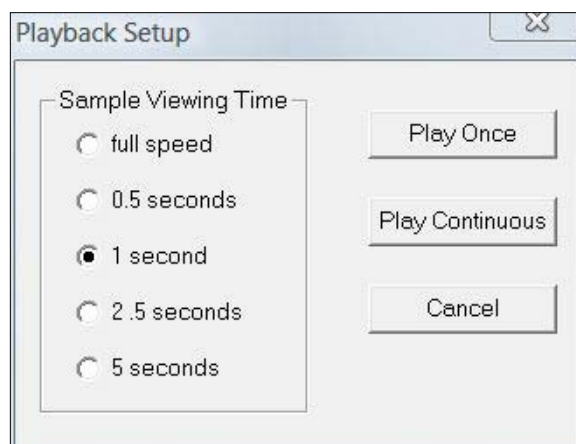 Playback Setup
Sample Viewing Time
full speed
0.5 seconds
1 second
2 .5 seconds
5 seconds
Play Once
Play Continuous
Cancel